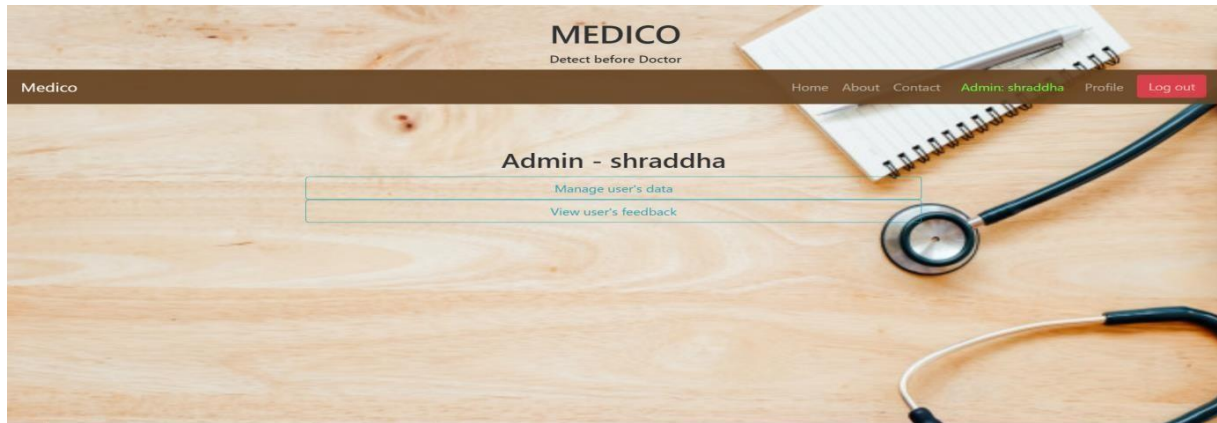 MEDICO
Detect before Doctor
Medico Home About Contact Admin: shraddha Profile Log out
Admin - shraddha
Manage user's data
View user's feedback